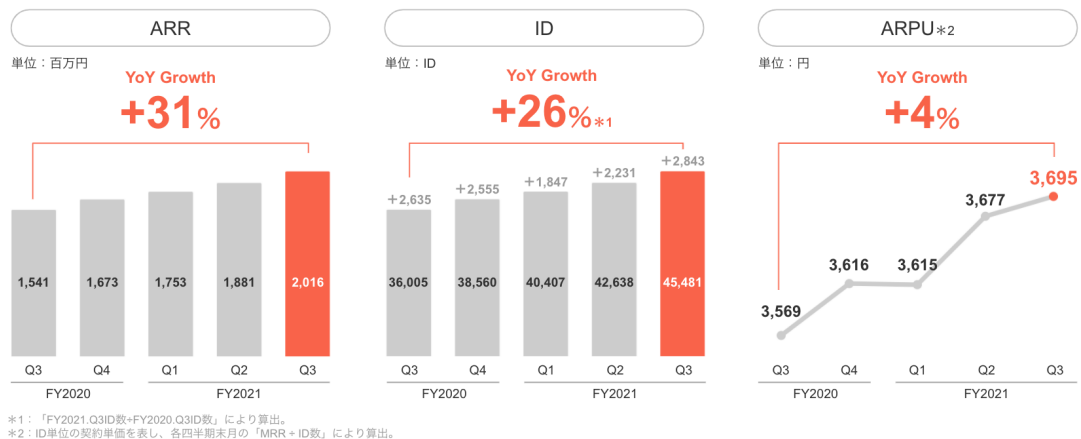 ARR
単位：百万円
YoY Growth
+31%
1,541
1,673
1,753
1,881
2,016
Q3
Q4
Q1
Q2
Q3
FY2020
FY2021
ID
単位：ID
YoY Growth
+26%＊1
＋2,635
＋2,555
＋1,847
＋2,231
＋2,843
36,005
38,560
40,407
42,638
45,481
Q3
Q4
Q1
Q2
Q3
FY2020
FY2021
ARPU＊2
単位：円
YoY Growth
+4%
3,569
3,616
3,615
3,677
3,695
Q3
Q4
Q1
Q2
Q3
FY2020
FY2021
＊1：「FY2021.Q3ID数÷FY2020.Q3ID数」により算出。
＊2：ID単位の契約単価を表し、各四半期末月の「MRR ÷ ID数」により算出。